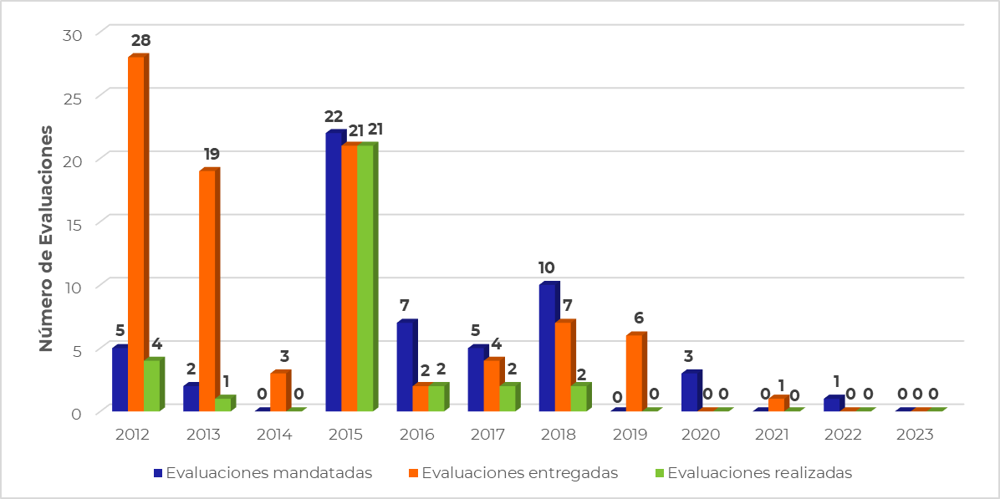 Número de Evaluaciones
30
25
20
15
10
5
0
5 28 4
2 19 1
0 3 0
22 21 21
7 2 2
5 4 2
10 7 2
0 6 0
3 0 0
0 1 0
1 0 0
0 0 0
2012 2013 2014 2015 2016 2017 2018 2019 2020 2021 2022 2023
Evaluaciones mandatadas Evaluaciones entregadas Evaluaciones realizadas